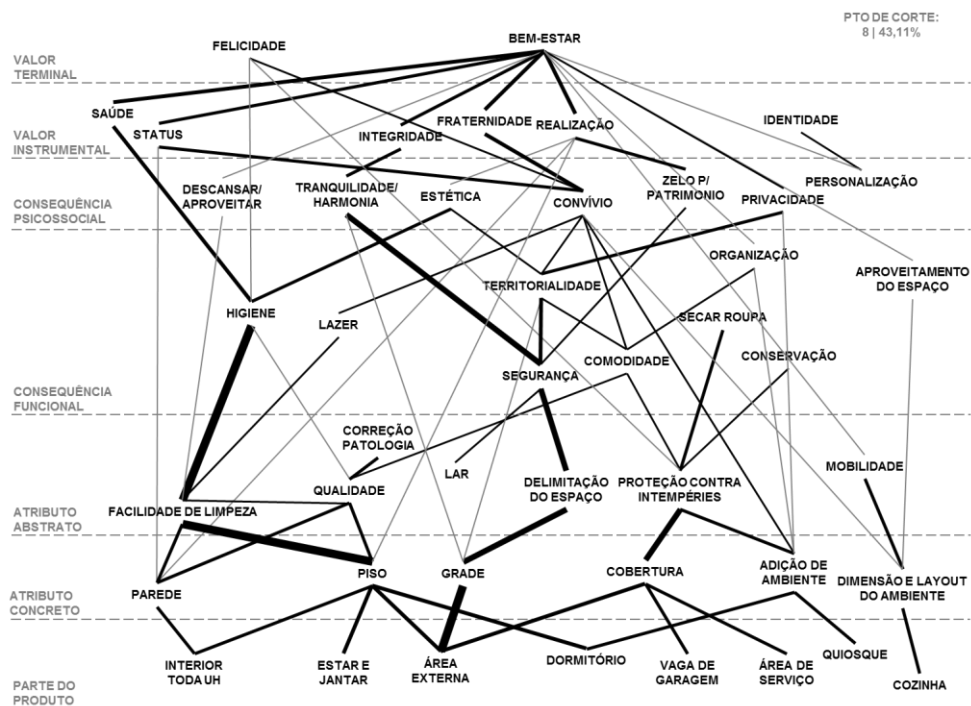 PTO DE CORTE:
8 | 43,11%
BEM-ESTAR
FELICIDADE
VALOR
TERMINAL
SAÚDE
STATUS
INTEGRIDADE
FRATERNIDADE
REALIZAÇÃO
IDENTIDADE
VALOR
INSTRUMENTAL
DESCANSAR/
APROVEITAR
TRANQUILIDADE/
HARMONIA
ESTÉTICA
CONVÍVIO
ZELO P/
PATRIMONIO
PRIVACIDADE
PERSONALIZAÇÃO
CONSEQUÊNCIA
PSICOSSOCIAL
ORGANIZAÇÃO
APROVEITAMENTO
DO ESPAÇO
TERRITORIALIDADE
HIGIENE
LAZER
SECAR ROUPA
COMODIDADE
CONSERVAÇÃO
SEGURANÇA
CONSEQUÊNCIA
FUNCIONAL
CORREÇÃO
PATOLOGIA
LAR
MOBILIDADE
QUALIDADE
DELIMITAÇÃO
DO ESPAÇO
PROTEÇÃO CONTRA
INTEMPÉRIES
FACILIDADE DE LIMPEZA
ATRIBUTO
ABSTRATO
PAREDE
PISO
GRADE
COBERTURA
ADIÇÃO DE
AMBIENTE
DIMENSÃO E LAYOUT
DO AMBIENTE
ATRIBUTO
CONCRETO
INTERIOR
TODA UH
ESTAR E
JANTAR
ÁREA
EXTERNA
DORMITÓRIO
VAGA DE
GARAGEM
ÁREA DE
SERVIÇO
QUIOSQUE
COZINHA
PARTE DO
PRODUTO